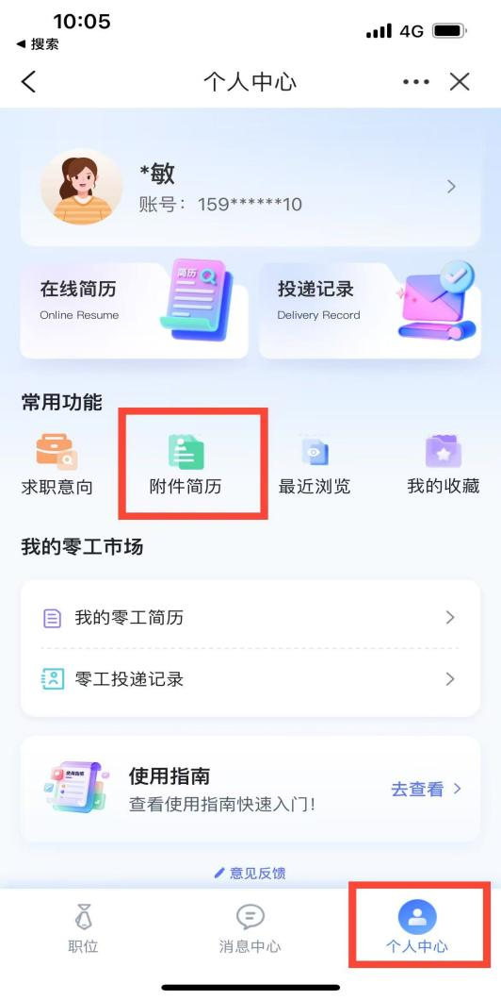 10:05
4G
搜索
个人中心
*敏
账号：159******10
在线简历
Online Resume
简历
投递记录
Delivery Record
常用功能
求职意向
附件简历
最近浏览
我的收藏
我的零工市场
我的零工简历
零工投递记录
使用指南
使用指南
查看使用指南快速入门！
去查看
意见反馈
职位
消息中心
个人中心